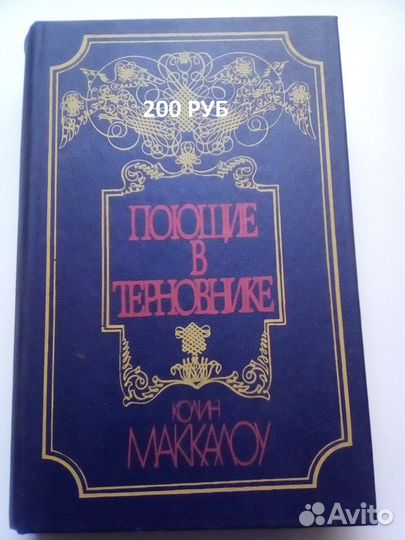 200 РУБ
ПОЮЩИЕ
В
ТЕРНОВНИКЕ
КОЛИН
МАККАЛОУ
Avito